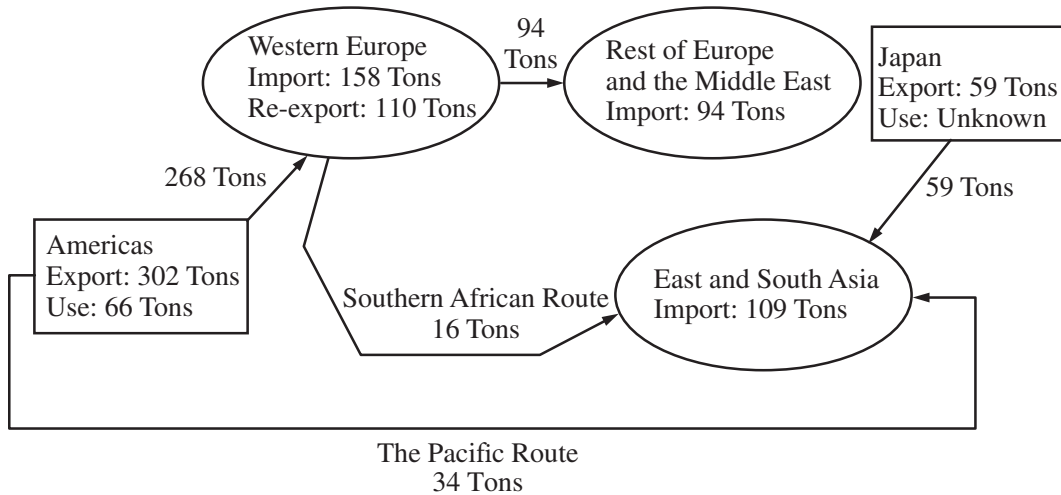 Western Europe
Import: 158 Tons
Re-export: 110 Tons
94
Tons
Rest of Europe
and the Middle East
Import: 94 Tons
Japan
Export: 59 Tons
Use: Unknown
268 Tons
59 Tons
Americas
Export: 302 Tons
Use: 66 Tons
Southern African Route
16 Tons
East and South Asia
Import: 109 Tons
The Pacific Route
34 Tons